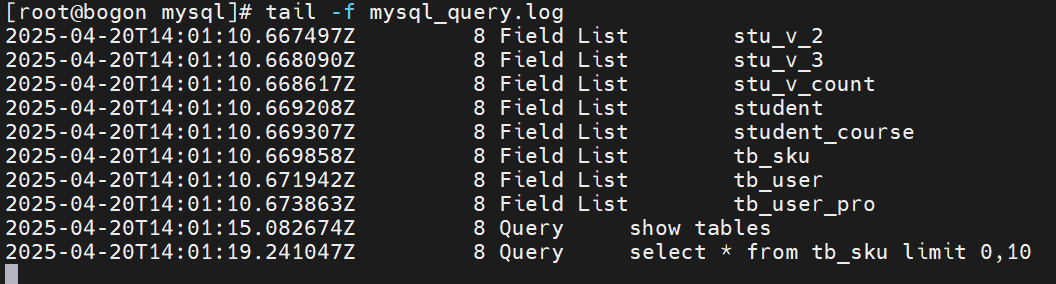 [root@bogon mysql]# tail -f mysql_query.log
2025-04-20T14:01:10.667497Z 8 Field List stu_v_2
2025-04-20T14:01:10.668090Z 8 Field List stu_v_3
2025-04-20T14:01:10.668617Z 8 Field List stu_v_count
2025-04-20T14:01:10.669208Z 8 Field List student
2025-04-20T14:01:10.669307Z 8 Field List student_course
2025-04-20T14:01:10.669858Z 8 Field List tb_sku
2025-04-20T14:01:10.671942Z 8 Field List tb_user
2025-04-20T14:01:10.673863Z 8 Field List tb_user_pro
2025-04-20T14:01:15.082674Z 8 Query show tables
2025-04-20T14:01:19.241047Z 8 Query select * from tb_sku limit 0,10